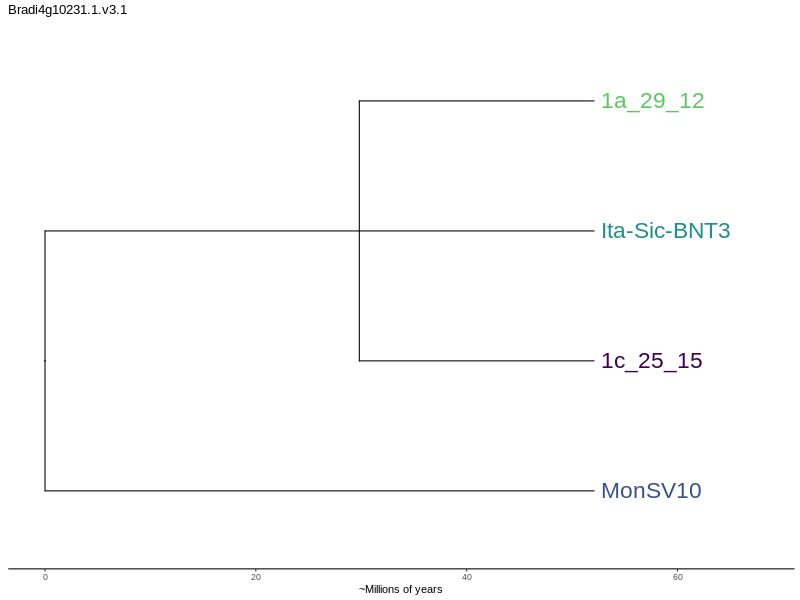 Bradi4g10231.1.v3.1
1a_29_12
Ita-Sic-BNT3
1c_25_15
MonSV10
0 20 40 60
~Millions of years